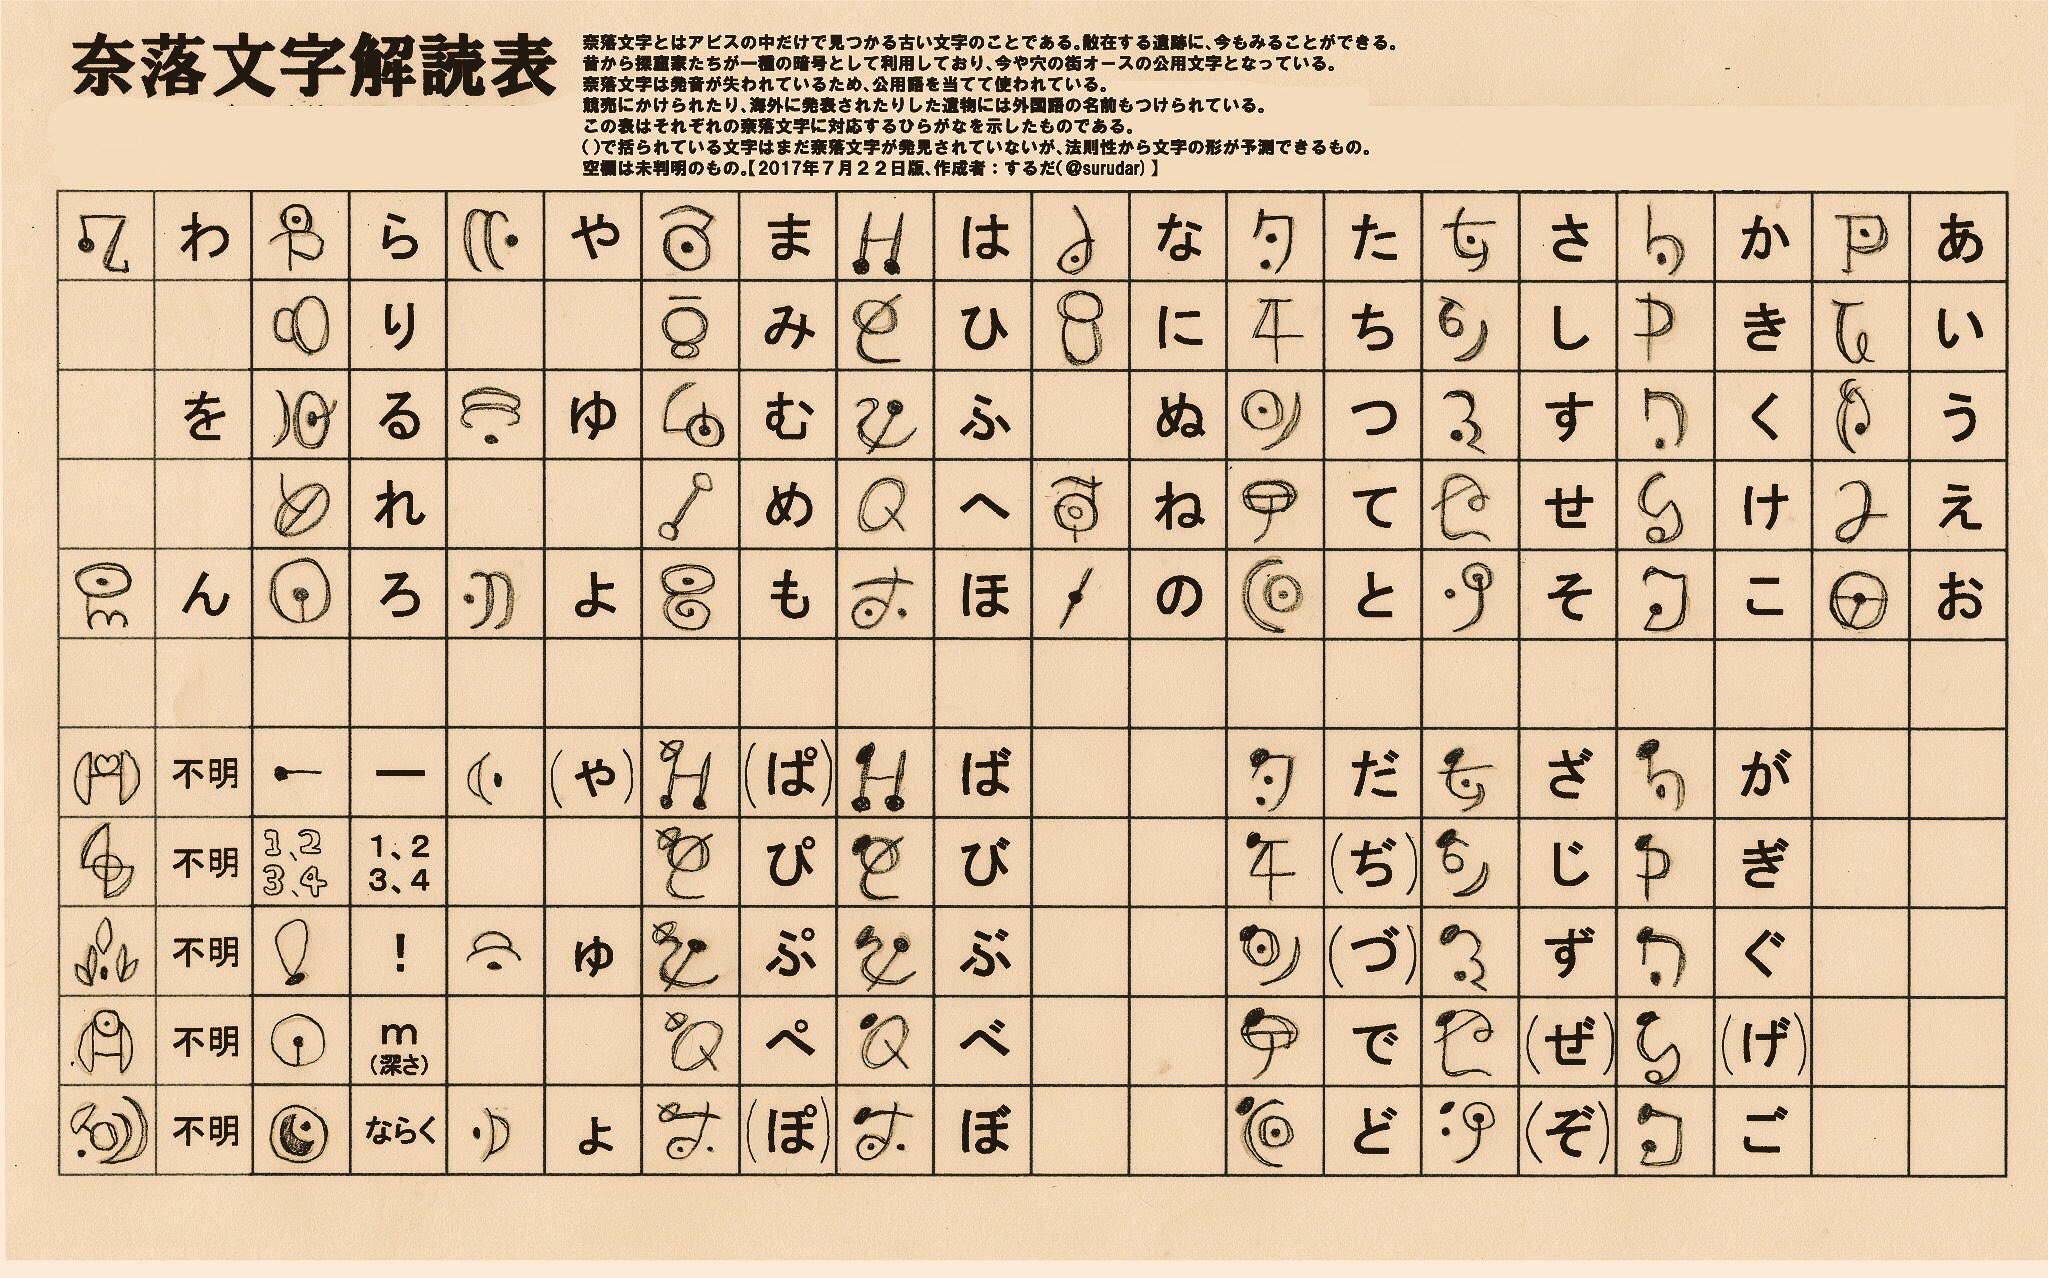 奈落文字解読表
奈落文字とはアビスの中だけで見つかる古い文字のことである。散在する遺跡に、今もみることができる。
昔から探窟家たちが一種の暗号として利用しており、今や穴の街オースの公用文字となっている。
奈落文字は発音が失われているため、公用語を当てて使われている。
競売にかけられたり、海外に発表されたりした遺物には外国語の名前もつけられている。
この表はそれぞれの奈落文字に対応するひらがなを示したものである。
()で括られている文字はまだ奈落文字が発見されていないが、法則性から文字の形が予測できるもの。
空欄は未判明のもの。【2017年7月22日版、作成者：するだ(@surudar)】
わ ら や ま は な た さ か あ
り み ひ に ち し き い
を る ゆ む ふ ぬ つ す く う
れ め へ ね て せ け え
ん ろ よ も ほ の と そ こ お
不明 ー (ゃ) (ぱ) ば だ ざ が
不明 1、2 3、4 1、2 3、4 ぴ び (ぢ) じ ぎ
不明 ! ゅ ぷ ぶ (づ) ず ぐ
不明 m (深さ) ぺ べ で (ぜ) (げ)
不明 ならく ょ (ぽ) ぼ ど (ぞ) ご